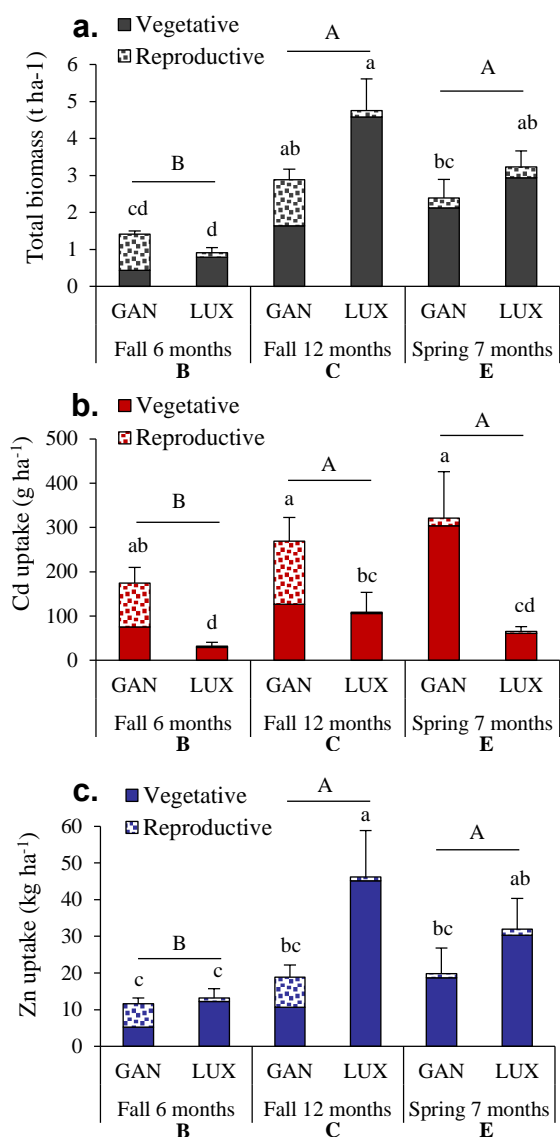 a.
Vegetative
Reproductive
Total biomass (t ha-1)
6
5
4
3
2
1
0
B
A
A
cd
d
ab
a
bc
ab
GAN LUX GAN LUX GAN LUX
Fall 6 months Fall 12 months Spring 7 months
B C E
b.
Vegetative
Reproductive
Cd uptake (g ha⁻¹)
500
400
300
200
100
0
B
A
A
ab
d
a
bc
a
cd
GAN LUX GAN LUX GAN LUX
Fall 6 months Fall 12 months Spring 7 months
B C E
c.
Vegetative
Reproductive
Zn uptake (kg ha⁻¹)
60
50
40
30
20
10
0
B
A
A
c
c
bc
a
bc
ab
GAN LUX GAN LUX GAN LUX
Fall 6 months Fall 12 months Spring 7 months
B C E